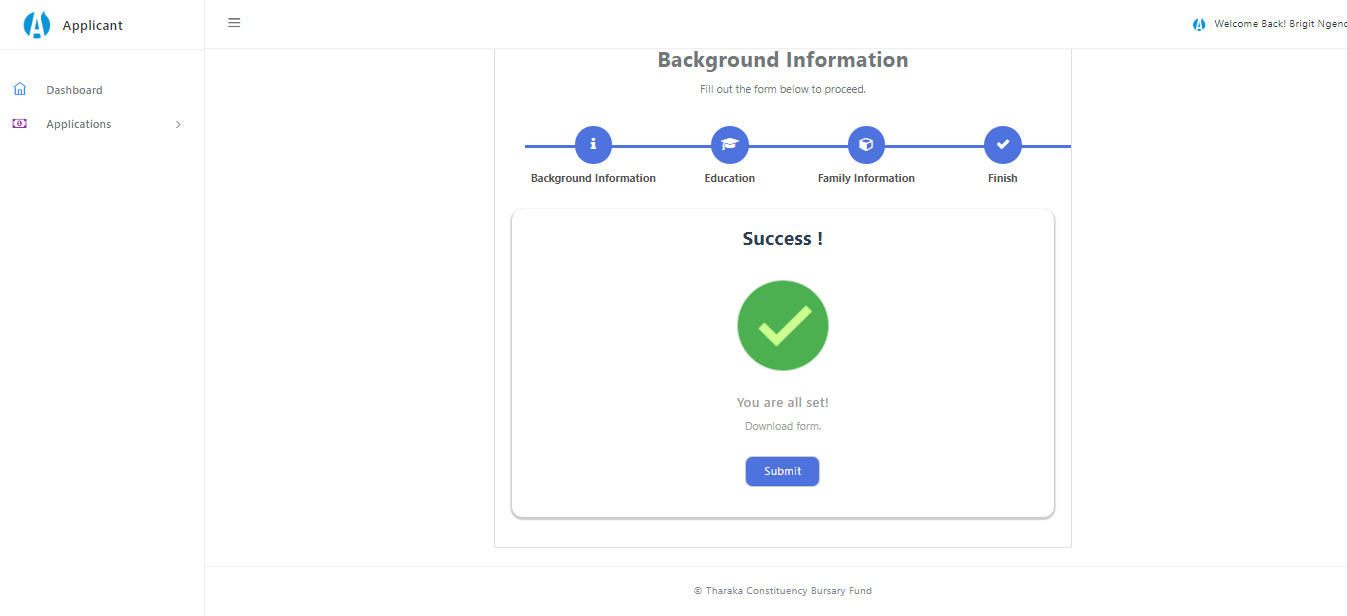 Applicant
Welcome Back! Brigit Ngend
Dashboard
Applications
Background Information
Fill out the form below to proceed.
Background Information
Education
Family Information
Finish
Success !
You are all set!
Download form.
Submit
© Tharaka Constituency Bursary Fund